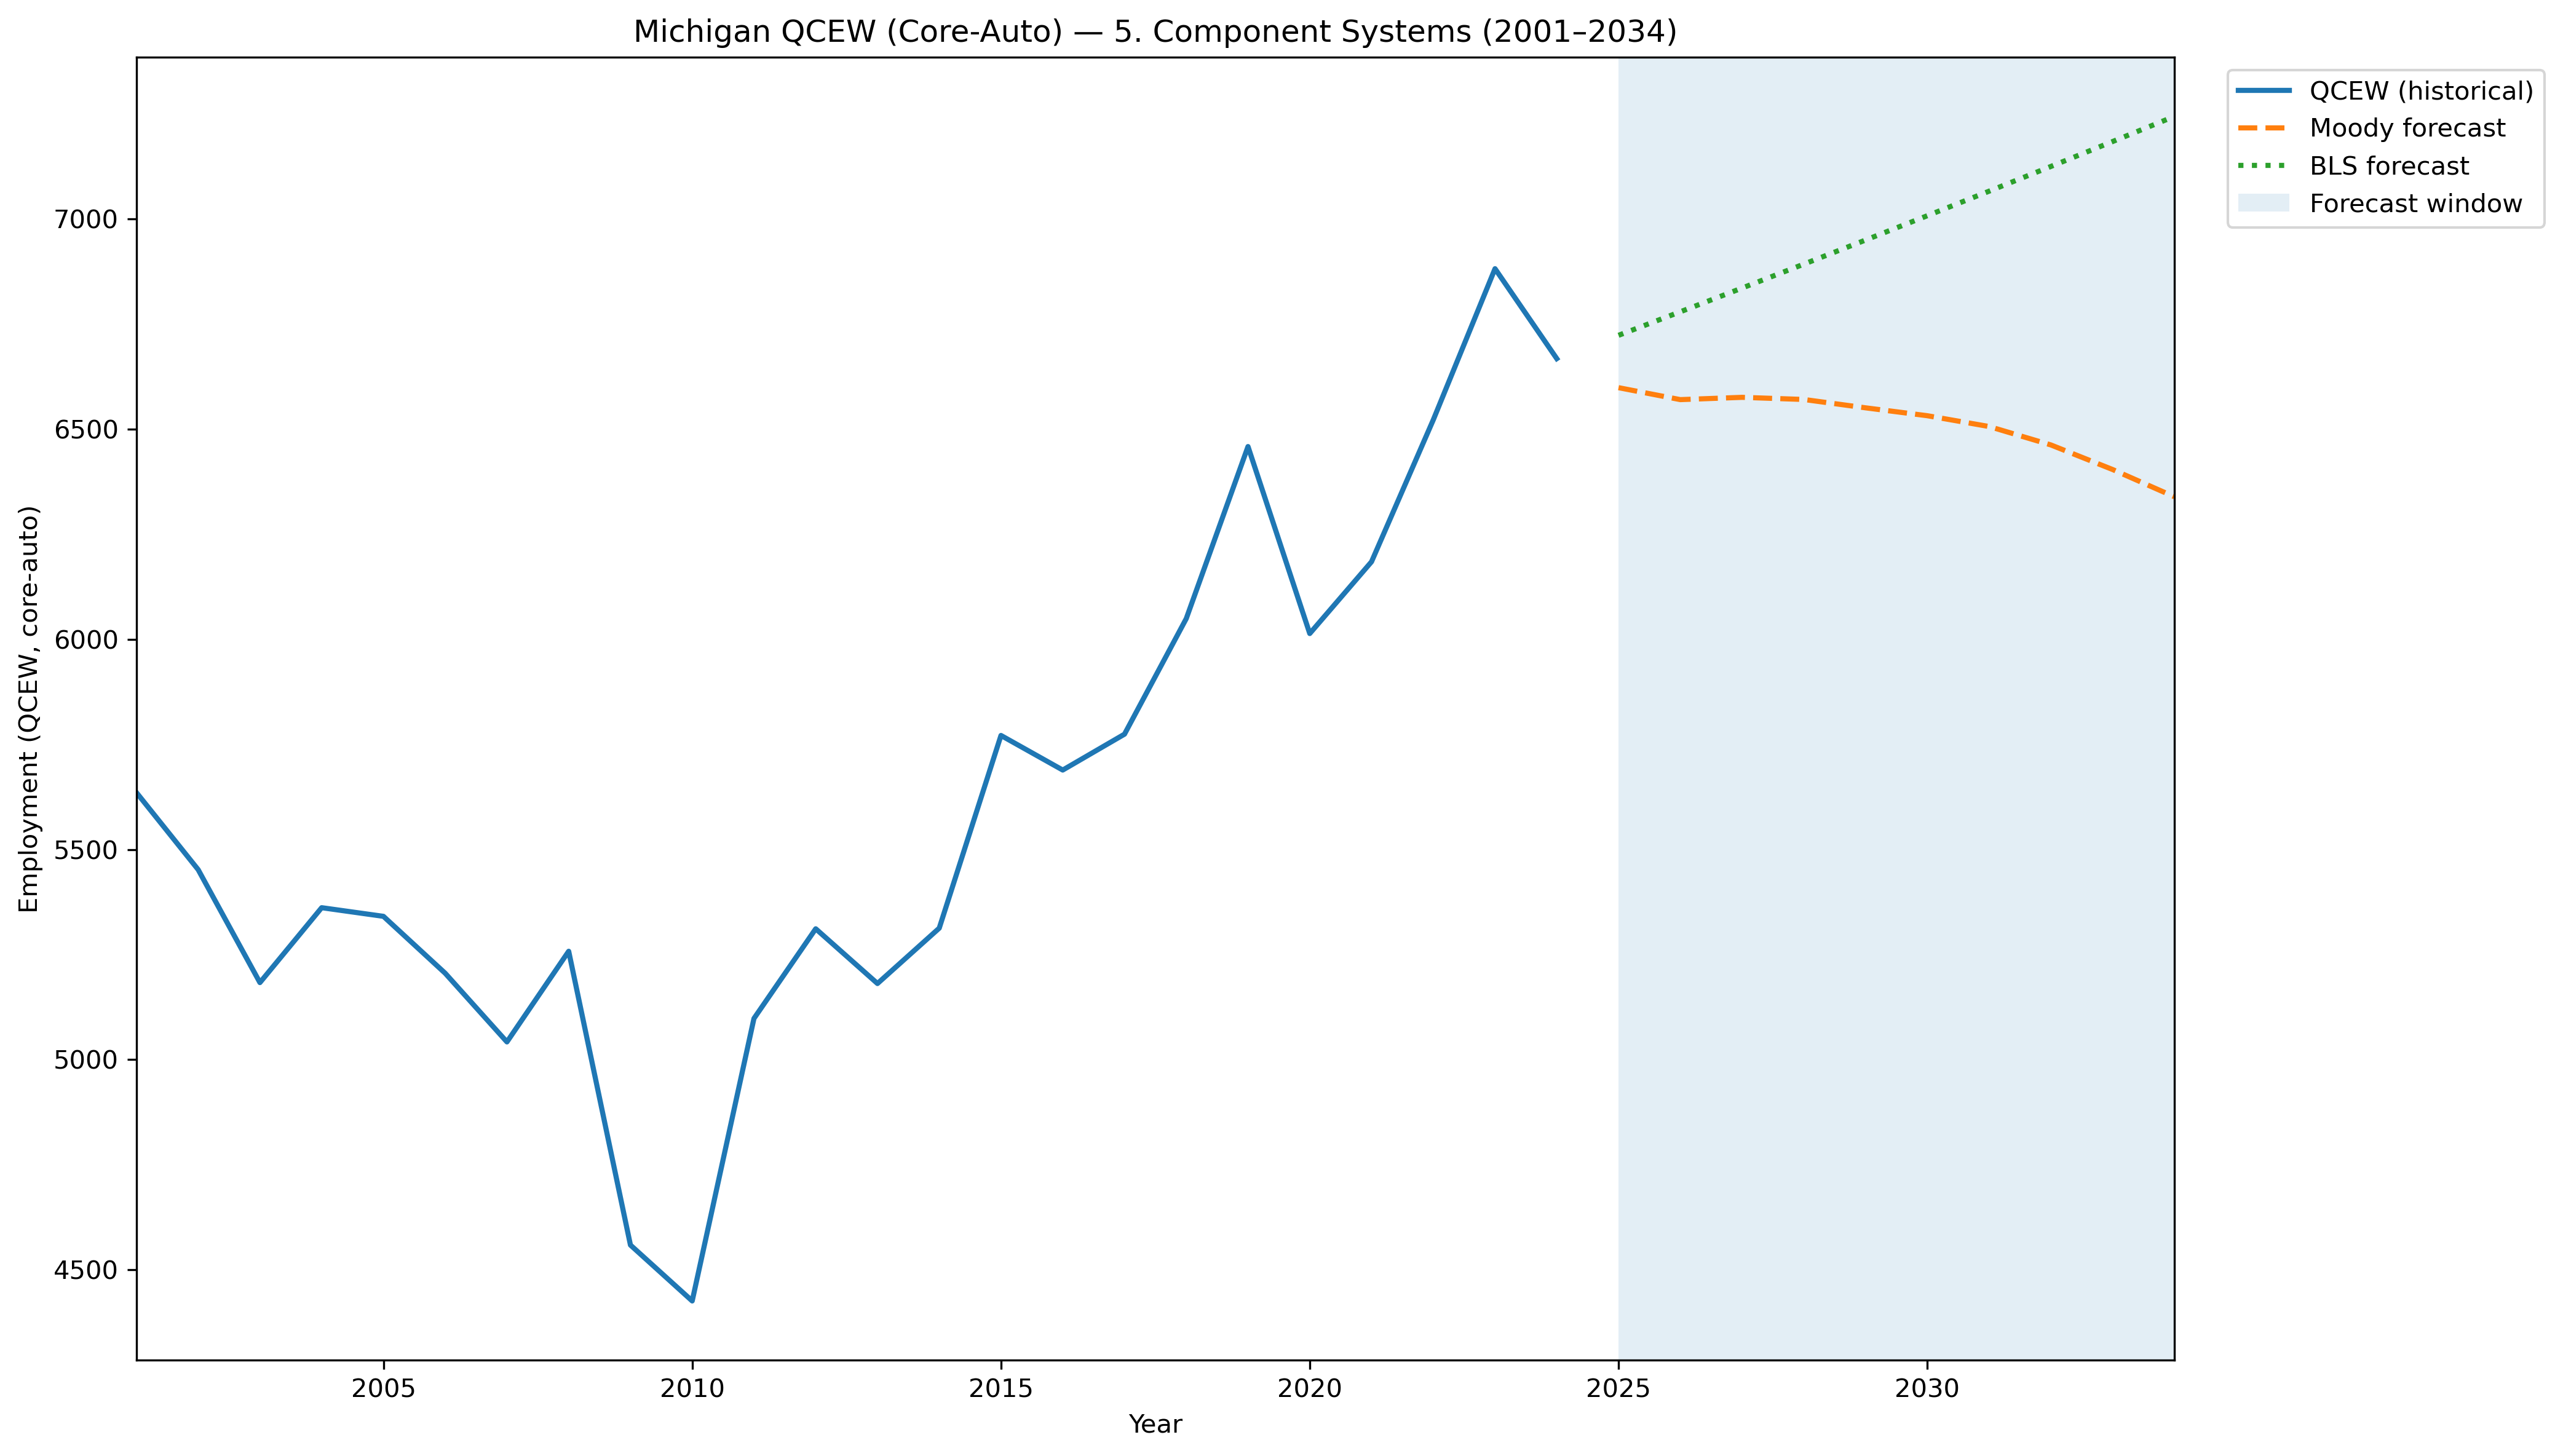 Michigan QCEW (Core-Auto) — 5. Component Systems (2001–2034)
QCEW (historical)
Moody forecast
BLS forecast
Forecast window
Employment (QCEW, core-auto)
7000
6500
6000
5500
5000
4500
2005 2010 2015 2020 2025 2030
Year